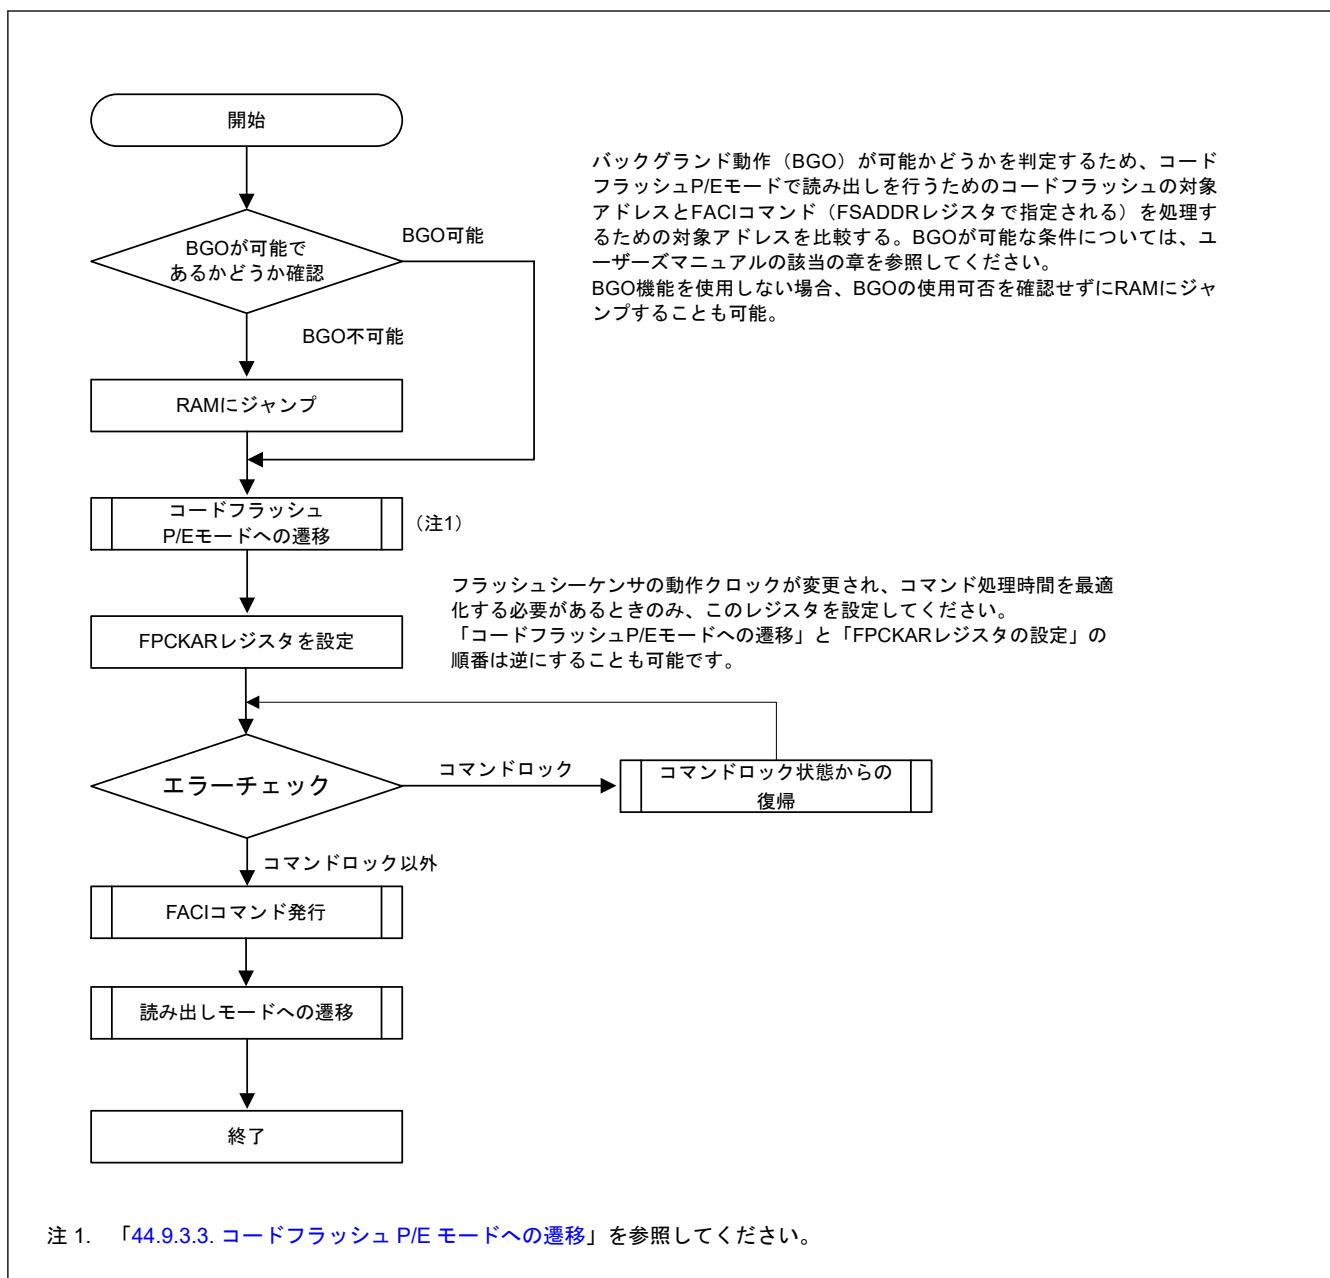 開始
バックグランド動作（BGO）が可能かどうかを判定するため、コード
フラッシュP/Eモードで読み出しを行うためのコードフラッシュの対象
アドレスとFACIコマンド（FSADDRレジスタで指定される）を処理す
るための対象アドレスを比較する。BGOが可能な条件については、ユ
ーザーズマニュアルの該当の章を参照してください。
BGO機能を使用しない場合、BGOの使用可否を確認せずにRAMにジャ
ンプすることも可能。
BGOが可能で
あるかどうか確認
BGO可能
BGO不可能
RAMにジャンプ
コードフラッシュ
P/Eモードへの遷移
（注1）
フラッシュシーケンサの動作クロックが変更され、コマンド処理時間を最適
化する必要があるときのみ、このレジスタを設定してください。
「コードフラッシュP/Eモードへの遷移」と「FPCKARレジスタの設定」の
順番は逆にすることも可能です。
FPCKARレジスタを設定
エラーチェック
コマンドロック
コマンドロック状態からの
復帰
コマンドロック以外
FACIコマンド発行
読み出しモードへの遷移
終了
注 1. 「44.9.3.3. コードフラッシュ P/E モードへの遷移」を参照してください。